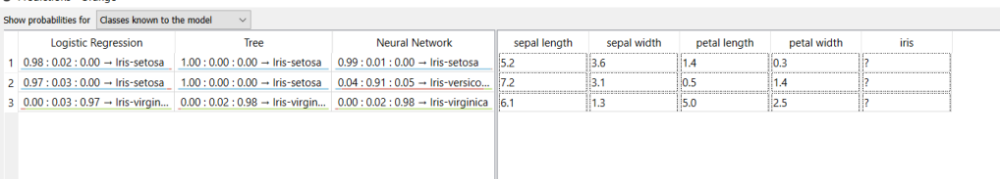 Show probabilities for Classes known to the model
Logistic Regression Tree Neural Network sepal length sepal width petal length petal width iris
1 0.98 : 0.02 : 0.00 → Iris-setosa 1.00 : 0.00 : 0.00 → Iris-setosa 0.99 : 0.01 : 0.00 → Iris-setosa 5.2 3.6 1.4 0.3 ?
2 0.97 : 0.03 : 0.00 → Iris-setosa 1.00 : 0.00 : 0.00 → Iris-setosa 0.04 : 0.91 : 0.05 → Iris-versico... 7.2 3.1 0.5 1.4 ?
3 0.00 : 0.03 : 0.97 → Iris-virgin... 0.00 : 0.02 : 0.98 → Iris-virgin... 0.00 : 0.02 : 0.98 → Iris-virginica 6.1 1.3 5.0 2.5 ?